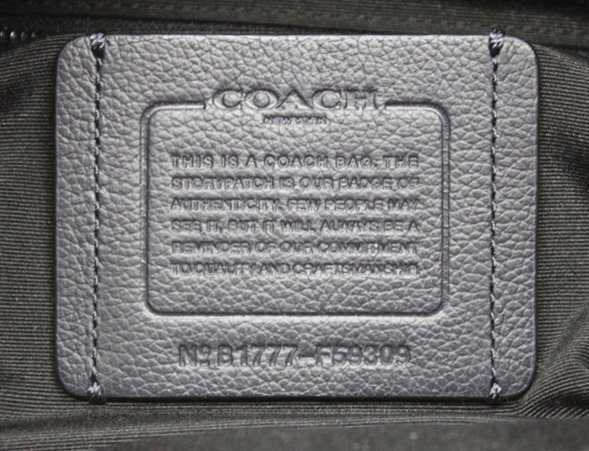 COACH
NEW YORK
THIS IS A COACH BAG. THE
STORYPATCH IS OUR BADGE OF
AUTHENTICITY. FEW PEOPLE MAY
SEE IT, BUT IT WILL ALWAYS BE A
REMINDER OF OUR COMMITMENT
TO QUALITY AND CRAFTSMANSHIP.
Nº B1777-F59309